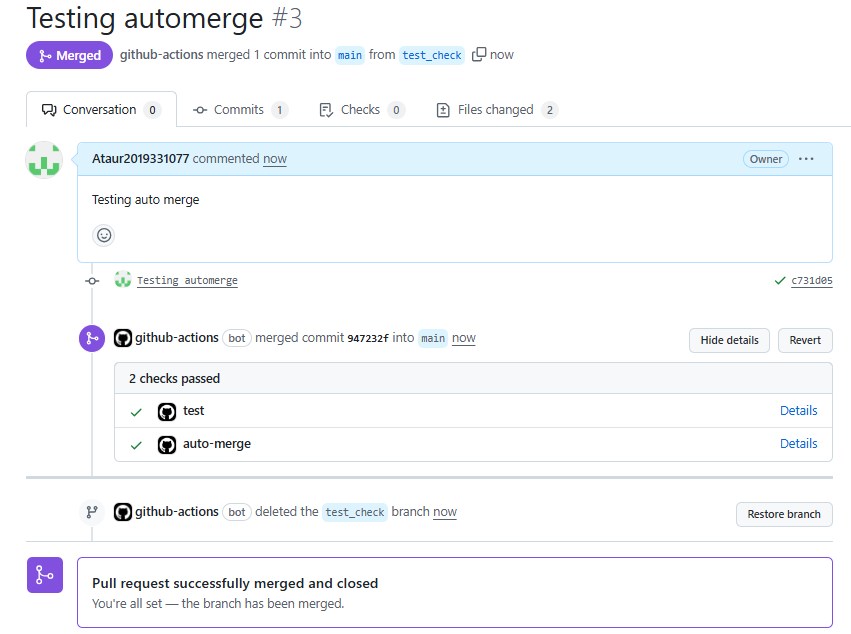 Testing automerge #3
Merged github-actions merged 1 commit into main from test_check now
Conversation 0 Commits 1 Checks 0 Files changed 2
Ataur2019331077 commented now Owner ...
Testing auto merge
Testing automerge c731d05
github-actions bot merged commit 947232f into main now Hide details Revert
2 checks passed
test Details
auto-merge Details
github-actions bot deleted the test_check branch now Restore branch
Pull request successfully merged and closed
You're all set — the branch has been merged.